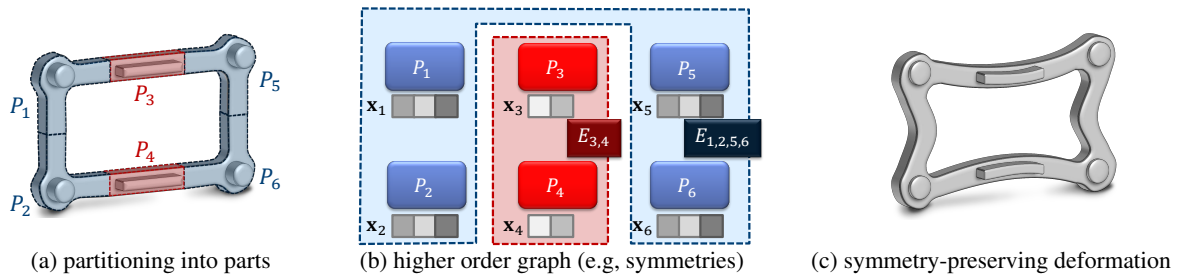 P₁
P₂
P₃
P₄
P₅
P₆
P₁
P₃
P₅
x₁
x₃
x₅
E₃,₄
E₁,₂,₅,₆
P₂
P₄
P₆
x₂
x₄
x₆
(a) partitioning into parts
(b) higher order graph (e.g, symmetries)
(c) symmetry-preserving deformation